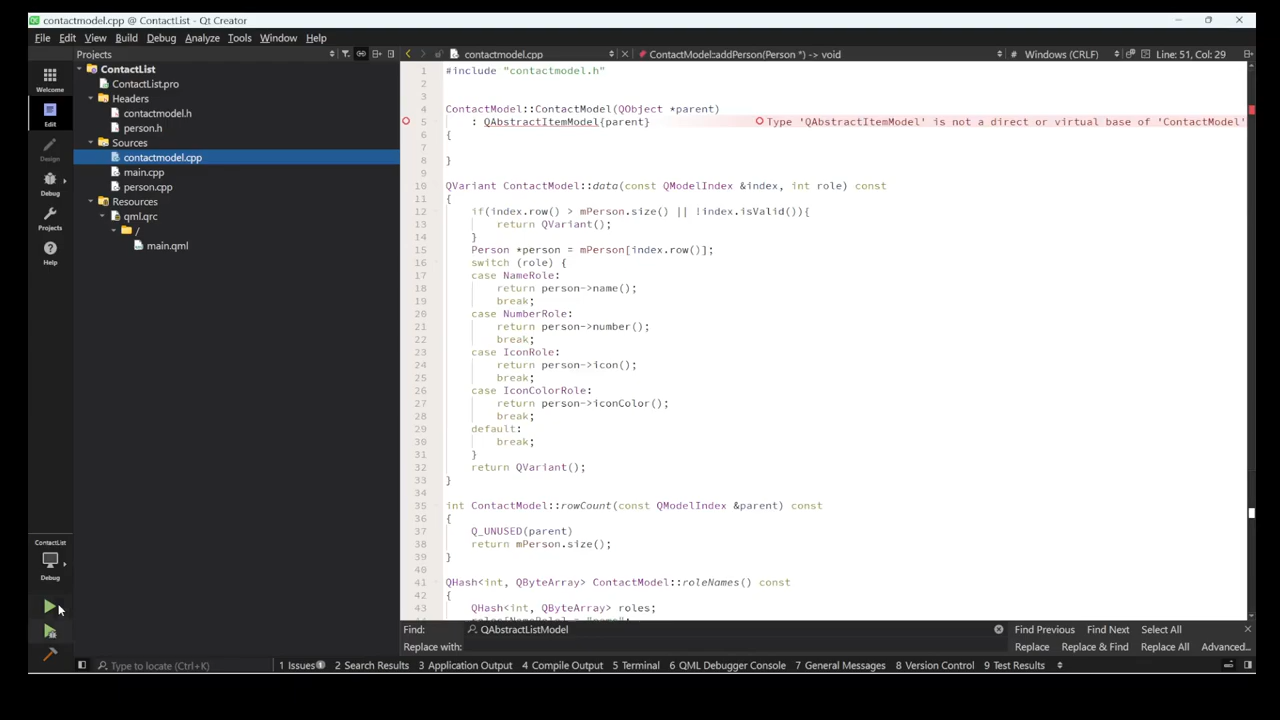 contactmodel.cpp @ ContactList - Qt Creator
File Edit View Build Debug Analyze Tools Window Help
Projects
contactmodel.cpp
ContactModel::addPerson(Person *) -> void
# Windows (CRLF)
Line: 51, Col: 29
Welcome
Edit
Design
Debug
Projects
Help
ContactList
Debug
ContactList
ContactList.pro
Headers
contactmodel.h
person.h
Sources
contactmodel.cpp
main.cpp
person.cpp
Resources
qml.qrc
/
main.qml
1 #include "contactmodel.h"
2
3
4 ContactModel::ContactModel(QObject *parent)
5 : QAbstractItemModel{parent} Type 'QAbstractItemModel' is not a direct or virtual base of 'ContactModel'
6 {
7
8 }
9
10 QVariant ContactModel::data(const QModelIndex &index, int role) const
11 {
12 if(index.row() > mPerson.size() || !index.isValid()){
13 return QVariant();
14 }
15 Person *person = mPerson[index.row()];
16 switch (role) {
17 case NameRole:
18 return person->name();
19 break;
20 case NumberRole:
21 return person->number();
22 break;
23 case IconRole:
24 return person->icon();
25 break;
26 case IconColorRole:
27 return person->iconColor();
28 break;
29 default:
30 break;
31 }
32 return QVariant();
33 }
34
35 int ContactModel::rowCount(const QModelIndex &parent) const
36 {
37 Q_UNUSED(parent)
38 return mPerson.size();
39 }
40
41 QHash<int, QByteArray> ContactModel::roleNames() const
42 {
43 QHash<int, QByteArray> roles;
Find: QAbstractListModel Find Previous Find Next Select All
Replace with: Replace Replace & Find Replace All Advanced...
Type to locate (Ctrl+K) 1 Issues 1 2 Search Results 3 Application Output 4 Compile Output 5 Terminal 6 QML Debugger Console 7 General Messages 8 Version Control 9 Test Results